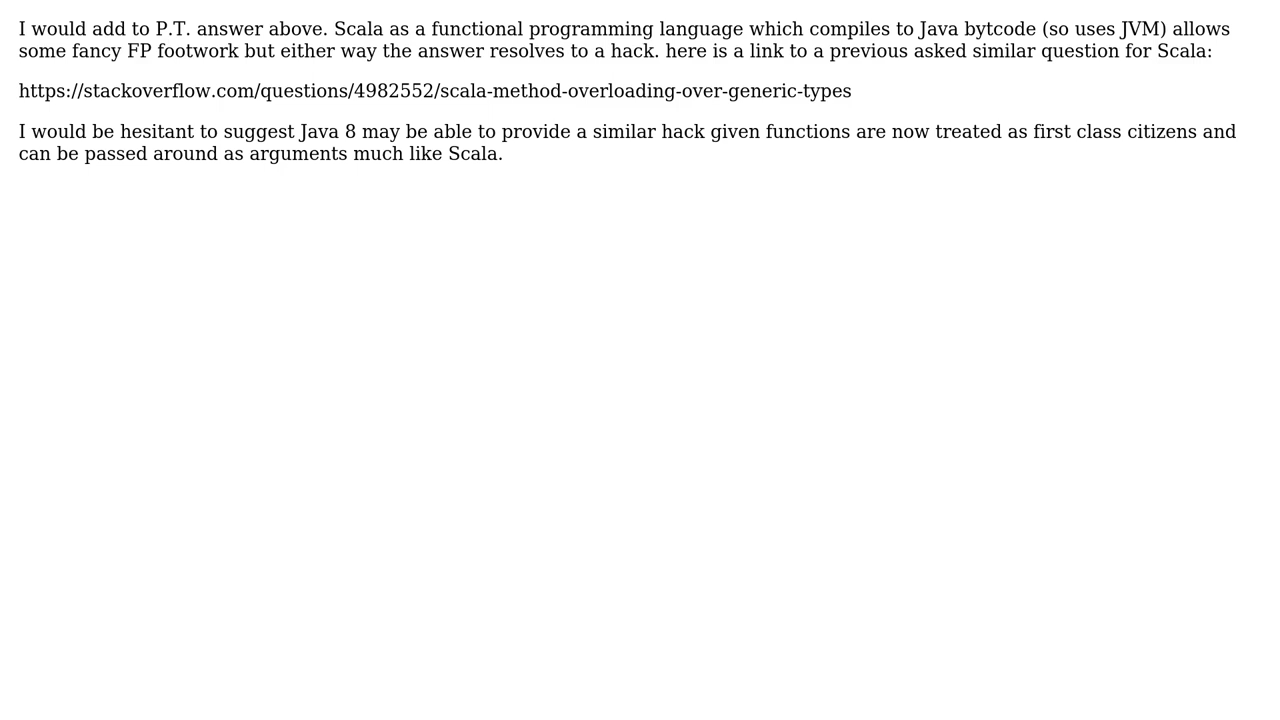 I would add to P.T. answer above. Scala as a functional programming language which compiles to Java bytcode (so uses JVM) allows
some fancy FP footwork but either way the answer resolves to a hack. here is a link to a previous asked similar question for Scala:
https://stackoverflow.com/questions/4982552/scala-method-overloading-over-generic-types
I would be hesitant to suggest Java 8 may be able to provide a similar hack given functions are now treated as first class citizens and
can be passed around as arguments much like Scala.